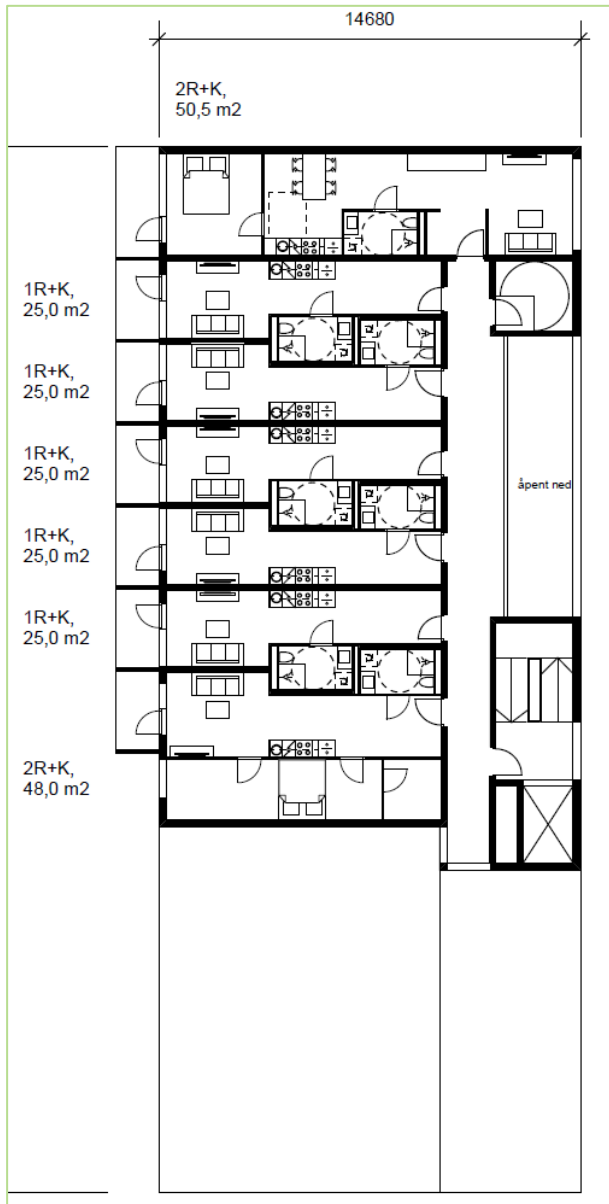 14680
2R+K,
50,5 m2
1R+K,
25,0 m2
1R+K,
25,0 m2
1R+K,
25,0 m2
åpent ned
1R+K,
25,0 m2
1R+K,
25,0 m2
2R+K,
48,0 m2